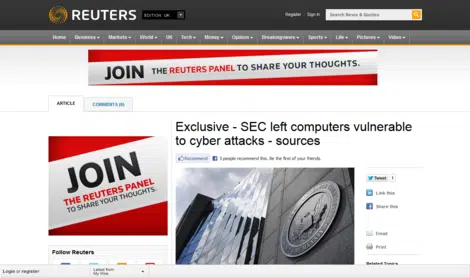 REUTERS
EDITION: UK
Register
Sign In
Search News & Quotes
Home Business Markets World UK Tech Money Opinion Breakingviews Sports Life Pictures Video
JOIN THE REUTERS PANEL TO SHARE YOUR THOUGHTS.
ARTICLE
COMMENTS (0)
JOIN
THE REUTERS PANEL
TO SHARE YOUR THOUGHTS.
Exclusive - SEC left computers vulnerable
to cyber attacks - sources
Recommend
3 people recommend this. Be the first of your friends.
Tweet 1
Link this
Share this
Email
Print
Follow Reuters
Related Topics
Login or register
Latest from
My Wire